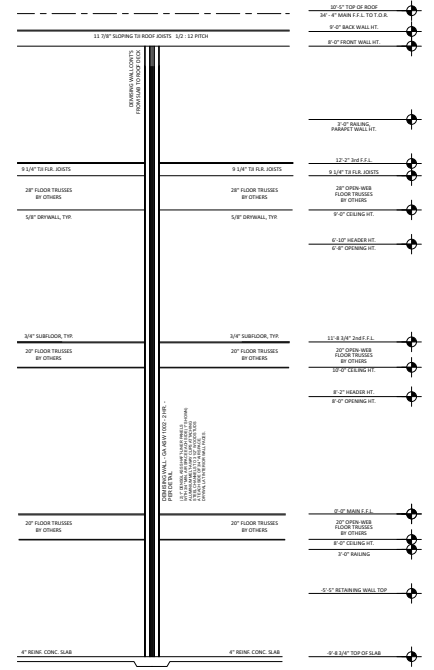 10'-5" TOP OF ROOF
34' - 4" MAIN F.F.L. TO T.O.R.
9'-0" BACK WALL HT.
11 7/8" SLOPING TJI ROOF JOISTS 1/2 : 12 PITCH
8'-0" FRONT WALL HT.
DEMISING WALL CONT'S
FROM SLAB TO ROOF DECK
3'-0" RAILING,
PARAPET WALL HT.
12'-2" 3rd F.F.L.
9 1/4" TJI FLR. JOISTS
9 1/4" TJI FLR. JOISTS
9 1/4" TJI FLR. JOISTS
28" FLOOR TRUSSES
BY OTHERS
28" FLOOR TRUSSES
BY OTHERS
28" OPEN-WEB
FLOOR TRUSSES
BY OTHERS
5/8" DRYWALL, TYP.
5/8" DRYWALL, TYP.
9'-0" CEILING HT.
6'-10" HEADER HT.
6'-8" OPENING HT.
3/4" SUBFLOOR, TYP.
3/4" SUBFLOOR, TYP.
11'-8 3/4" 2nd F.F.L.
20" FLOOR TRUSSES
BY OTHERS
20" FLOOR TRUSSES
BY OTHERS
20" OPEN-WEB
FLOOR TRUSSES
BY OTHERS
10'-0" CEILING HT.
8'-2" HEADER HT.
8'-0" OPENING HT.
DEMISING WALL - GA ASW 1002 - 2 HR. -
PER DETAIL
0'-0" MAIN F.F.L.
20" FLOOR TRUSSES
BY OTHERS
20" FLOOR TRUSSES
BY OTHERS
20" OPEN-WEB
FLOOR TRUSSES
BY OTHERS
8'-0" CEILING HT.
3'-0" RAILING
-5'-5" RETAINING WALL TOP
4" REINF. CONC. SLAB
4" REINF. CONC. SLAB
-9'-8 3/4" TOP OF SLAB